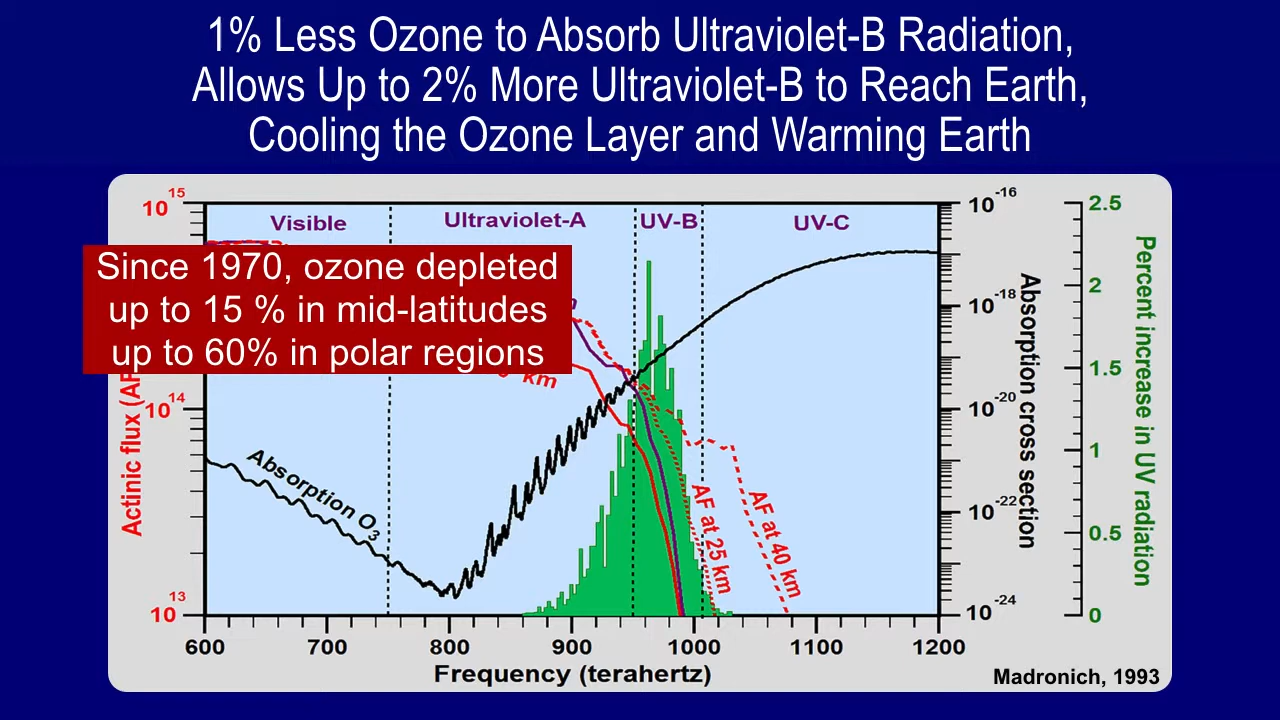 1% Less Ozone to Absorb Ultraviolet-B Radiation,
Allows Up to 2% More Ultraviolet-B to Reach Earth,
Cooling the Ozone Layer and Warming Earth
Since 1970, ozone depleted
up to 15 % in mid-latitudes
up to 60% in polar regions
Visible
Ultraviolet-A
UV-B
UV-C
10 15
10 14
10 13
Actinic flux (AF
km
Absorption O3
AF at 25 km
AF at 40 km
10 -16
10 -18
10 -20
10 -22
10 -24
Absorption cross section
2.5
2
1.5
1
0.5
0
Percent increase in UV radiation
600
700
800
900
1000
1100
1200
Frequency (terahertz)
Madronich, 1993